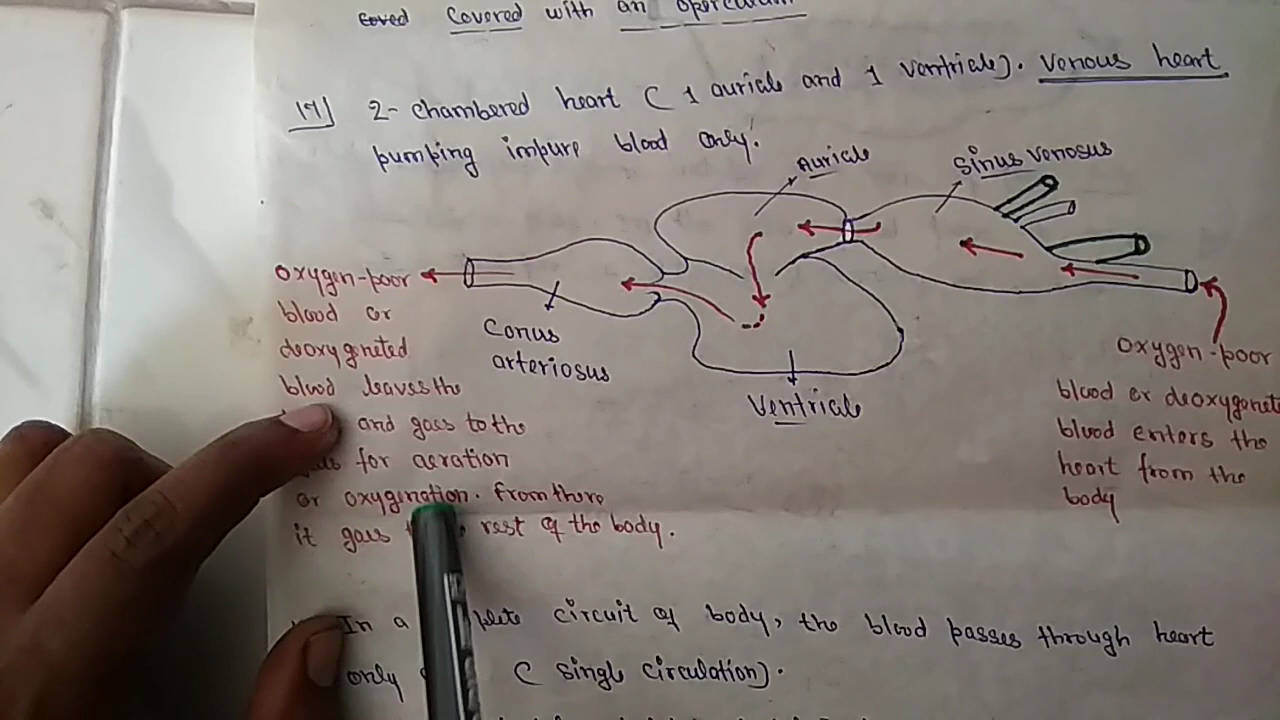 Covered with an
17] 2-chambered heart ( 1 auricle and 1 ventricle). Venous heart
pumping impure blood only.
Auricle
Sinus venosus
oxygen-poor
blood or
deoxygneted
blood leaves the
and goes to the
for aeration
or oxygenation. From there
it goes rest of the body.
Conus
arteriosus
Ventricle
oxygen-poor
blood or deoxygenete
blood enters the
heart from the
body
In a circuit of body, the blood passes through heart
only ( single circulation).